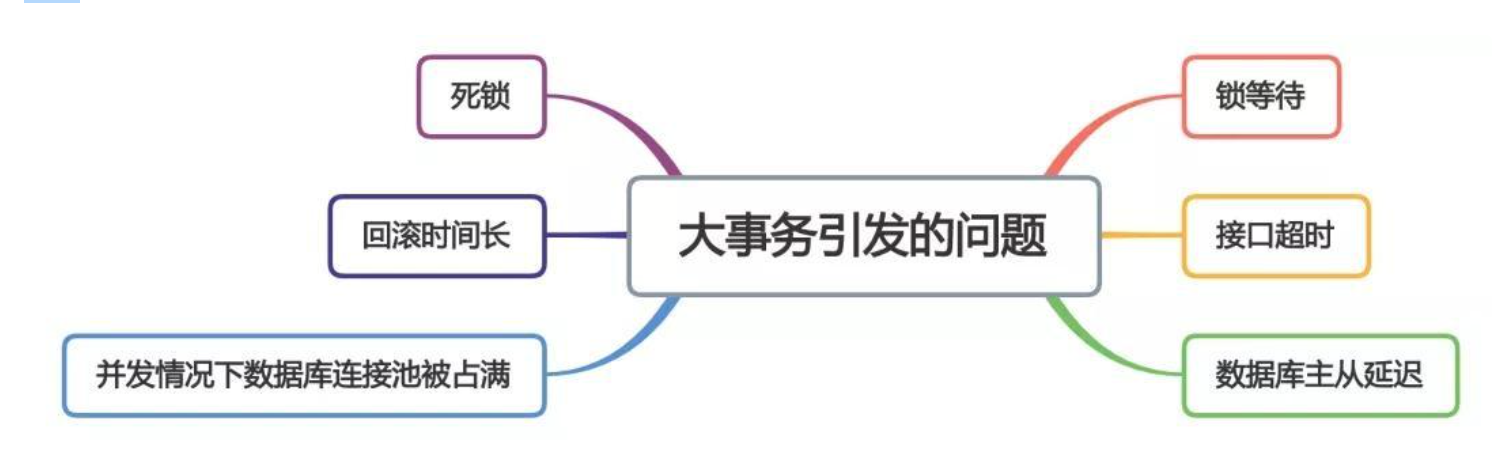 死锁
锁等待
大事务引发的问题
回滚时间长
接口超时
并发情况下数据库连接池被占满
数据库主从延迟